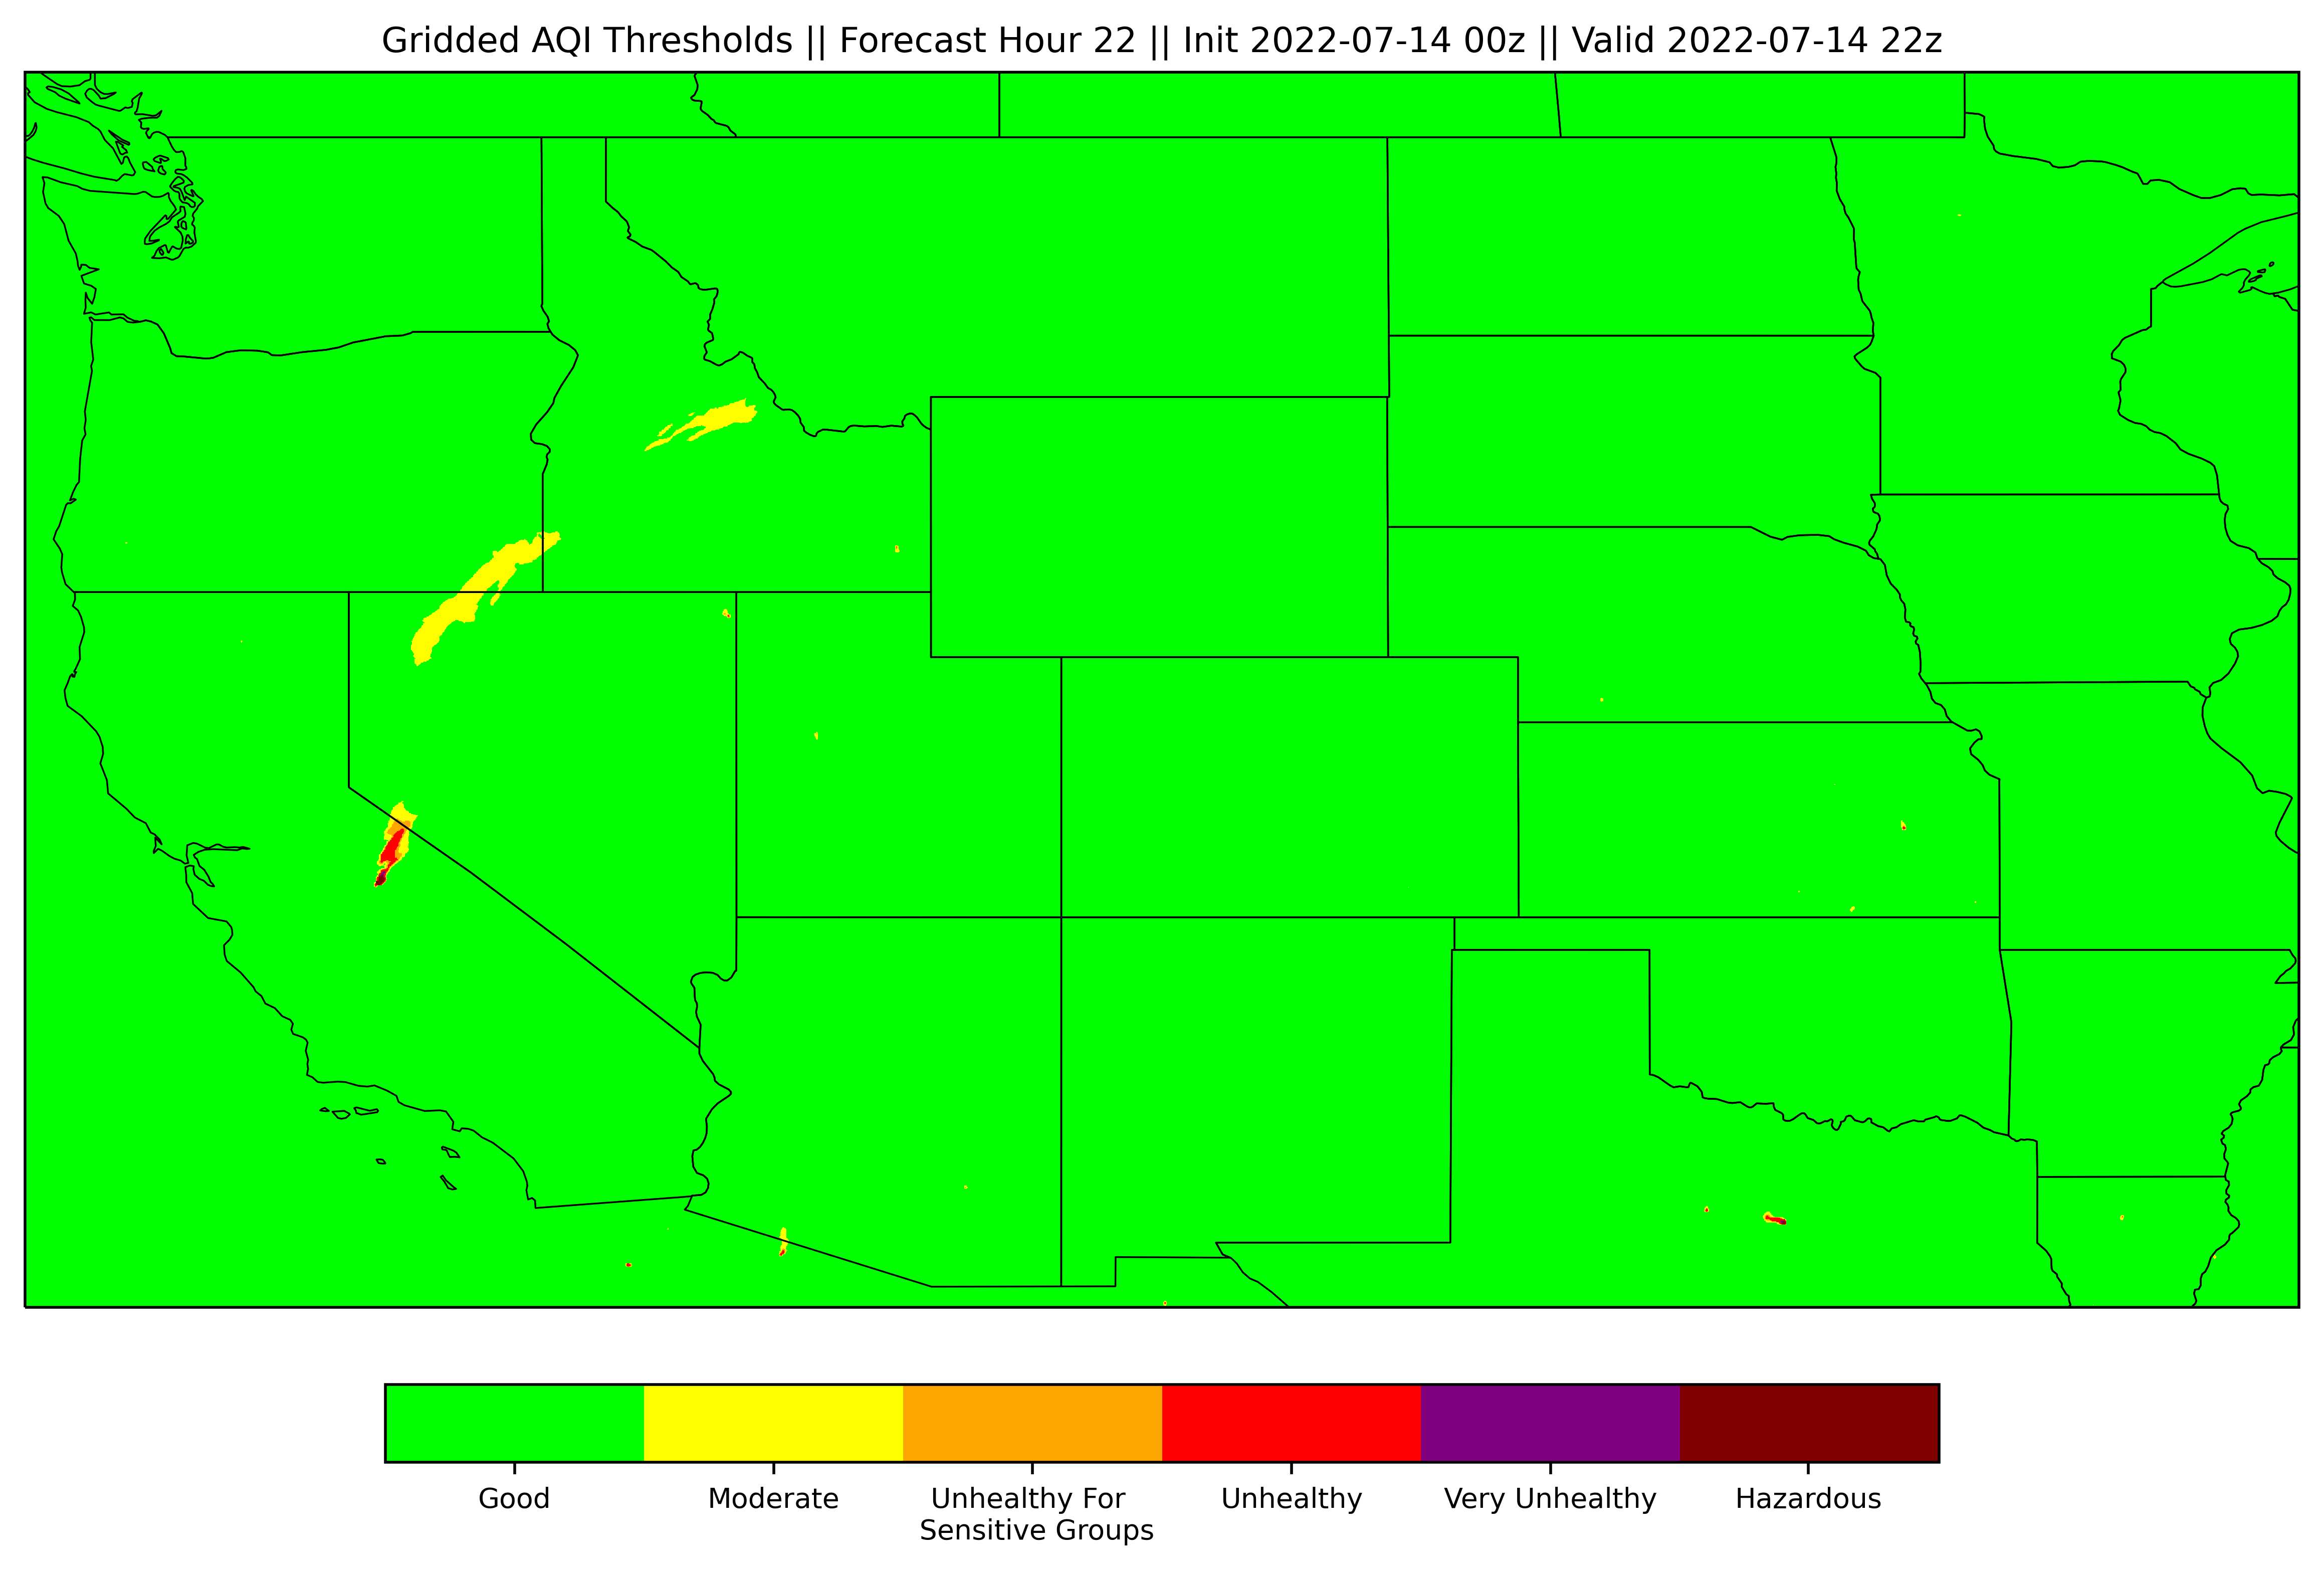 Gridded AQI Thresholds || Forecast Hour 22 || Init 2022-07-14 00z || Valid 2022-07-14 22z
Good
Moderate
Unhealthy For
Sensitive Groups
Unhealthy
Very Unhealthy
Hazardous